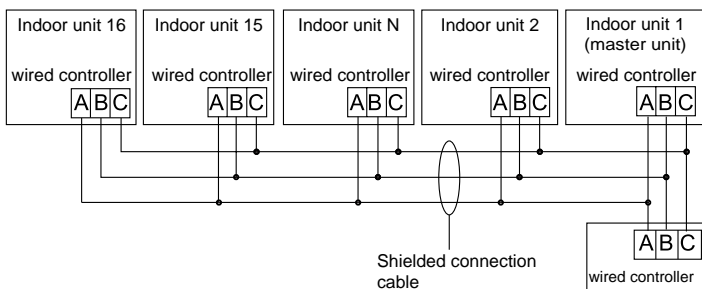 Indoor unit 16
wired controller
A B C
Indoor unit 15
wired controller
A B C
Indoor unit N
wired controller
A B C
Indoor unit 2
wired controller
A B C
Indoor unit 1
(master unit)
wired controller
A B C
Shielded connection
cable
A B C
wired controller